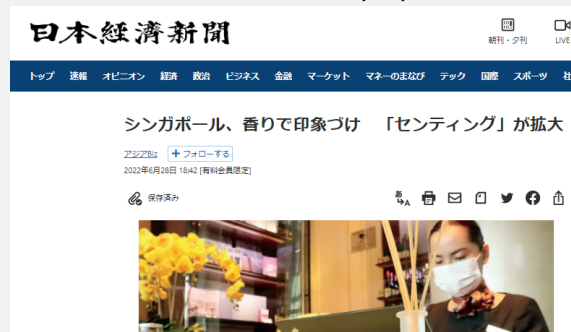 日本経済新聞
朝刊・夕刊
LIVE
トップ 速報 オピニオン 経済 政治 ビジネス 金融 マーケット マネーのまなび テック 国際 スポーツ 社
シンガポール、香りで印象づけ 「センティング」が拡大
アジアBiz + フォローする
2022年6月28日 18:42 [有料会員限定]
保存済み
あ A